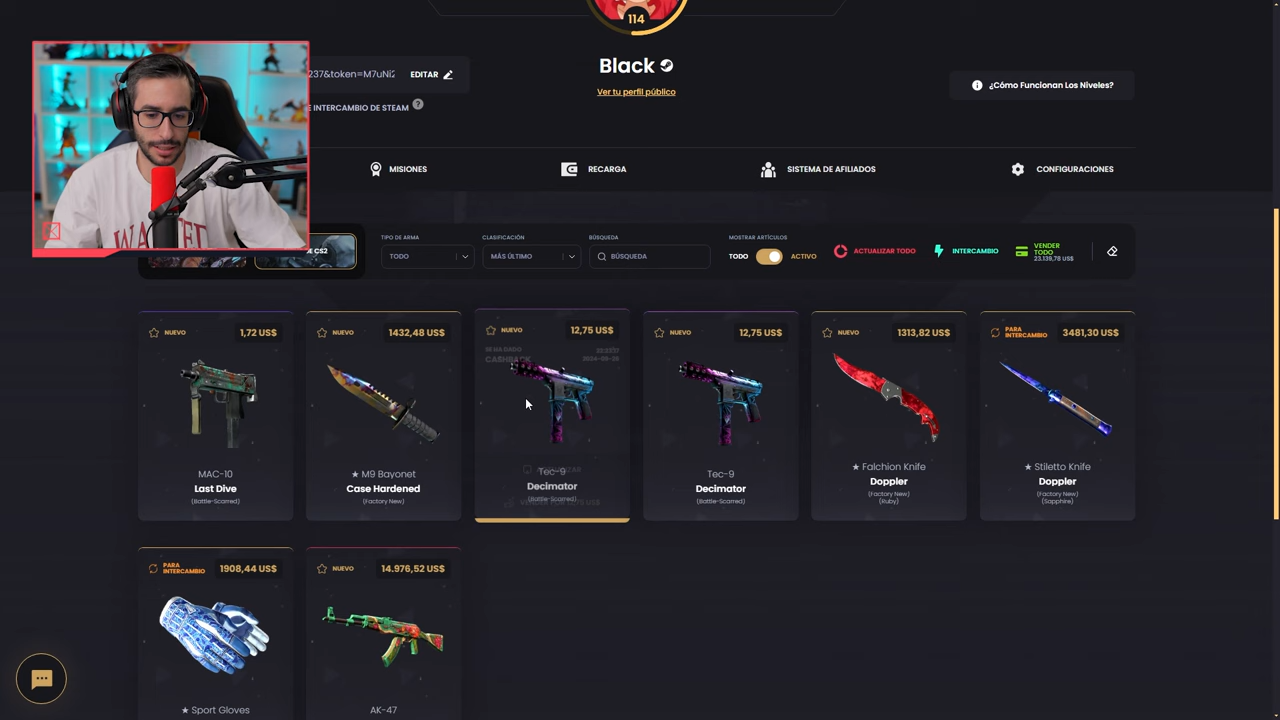 114
Black
Ver tu perfil público
237&token=M7uNi2
EDITAR
E INTERCAMBIO DE STEAM ?
¿Cómo Funcionan Los Niveles?
MISIONES
RECARGA
SISTEMA DE AFILIADOS
CONFIGURACIONES
CS2
TIPO DE ARMA
TODO
CLASIFICACIÓN
MÁS ÚLTIMO
BÚSQUEDA
BÚSQUEDA
MOSTRAR ARTÍCULOS
TODO
ACTIVO
ACTUALIZAR TODO
INTERCAMBIO
VENDER
TODO
23.139,78 US$
NUEVO
1,72 US$
MAC-10
Last Dive
(Battle-Scarred)
NUEVO
1432,48 US$
★ M9 Bayonet
Case Hardened
(Factory New)
NUEVO
12,75 US$
SE HA DADO
CASHBACK
Tec-9
Decimator
(Battle-Scarred)
NUEVO
12,75 US$
Tec-9
Decimator
(Battle-Scarred)
NUEVO
1313,82 US$
★ Falchion Knife
Doppler
(Factory New)
(Ruby)
PARA
INTERCAMBIO
3481,30 US$
★ Stiletto Knife
Doppler
(Factory New)
(Sapphire)
PARA
INTERCAMBIO
1908,44 US$
★ Sport Gloves
NUEVO
14.976,52 US$
AK-47